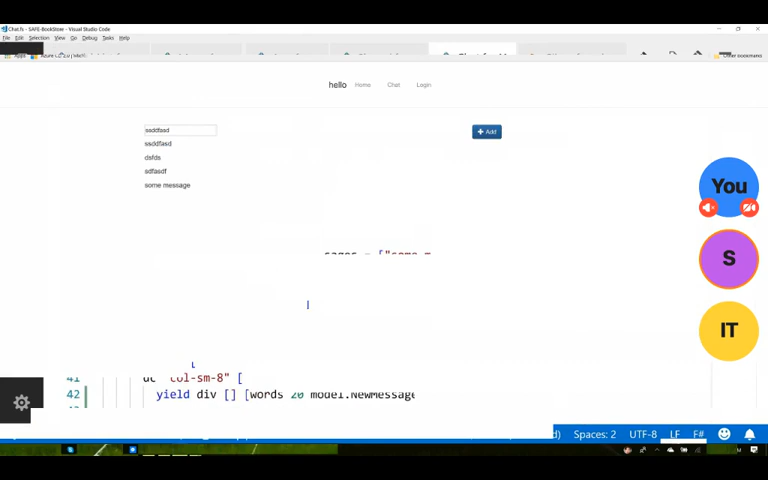 Chat.fs - SAFE-BookStore - Visual Studio Code
File Edit Selection View Go Debug Tasks Help
Apps
Other bookmarks
hello Home Chat Login
ssddfasd
Add
ssddfasd
dsfds
sdfasdf
some message
You
S
IT
41 "col-sm-8" [
42 yield div [] [words 20 model.NewMessage
Spaces: 2 UTF-8 LF F#